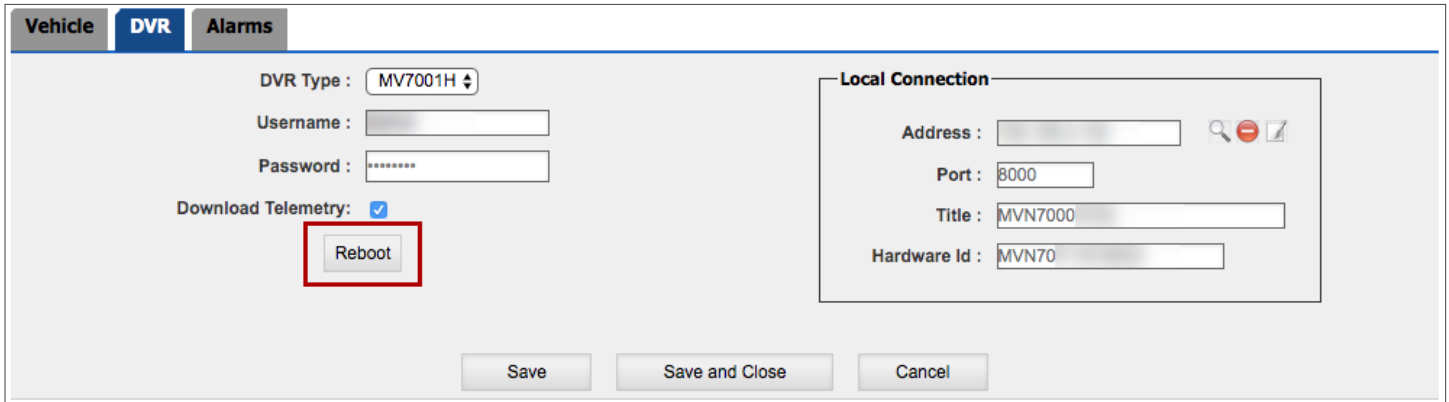 Vehicle DVR Alarms
DVR Type : MV7001H
Username :
Password : ••••••••
Download Telemetry:
Reboot
Local Connection
Address :
Port : 8000
Title : MVN7000
Hardware Id : MVN70
Save Save and Close Cancel